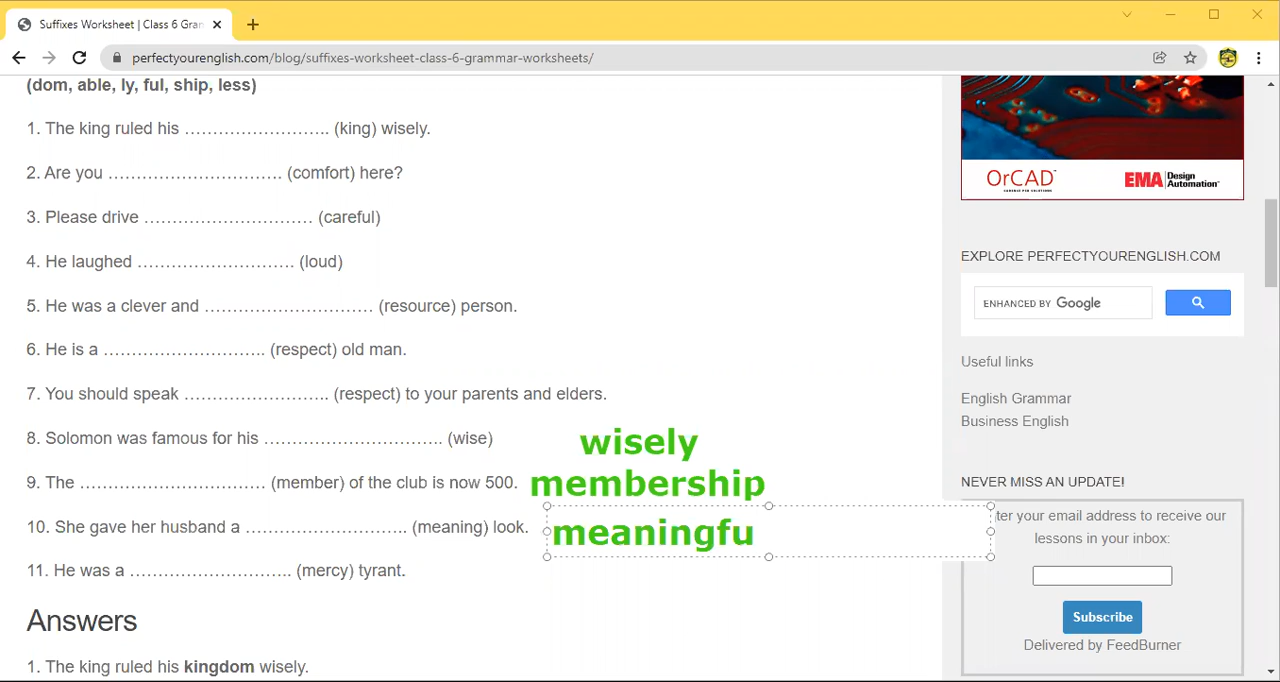 Suffixes Worksheet | Class 6 Gran
perfectyourenglish.com/blog/suffixes-worksheet-class-6-grammar-worksheets/
(dom, able, ly, ful, ship, less)
1. The king ruled his …………………….. (king) wisely.
2. Are you …………………………. (comfort) here?
3. Please drive ………………………… (careful)
4. He laughed ………………………. (loud)
5. He was a clever and ………………………… (resource) person.
6. He is a ……………………….. (respect) old man.
7. You should speak …………………….. (respect) to your parents and elders.
8. Solomon was famous for his …………………………. (wise)
wisely
9. The …………………………… (member) of the club is now 500.
membership
10. She gave her husband a ……………………….. (meaning) look.
meaningfu
11. He was a ……………………….. (mercy) tyrant.
Answers
1. The king ruled his kingdom wisely.
OrCAD
EMA Design Automation
EXPLORE PERFECTYOURENGLISH.COM
ENHANCED BY Google
Useful links
English Grammar
Business English
NEVER MISS AN UPDATE!
ter your email address to receive our
lessons in your inbox:
Subscribe
Delivered by FeedBurner